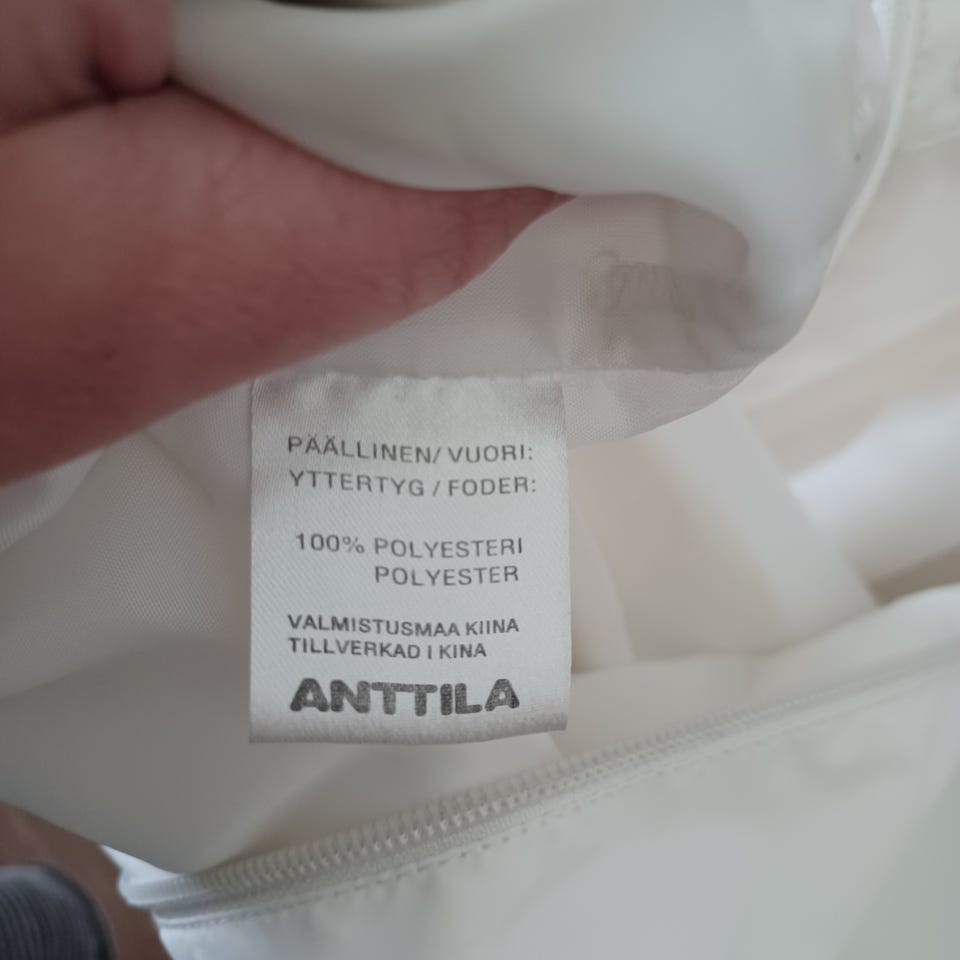 PÄÄLLINEN/ VUORI:
YTTERTYG / FODER:
100% POLYESTERI
POLYESTER
VALMISTUSMAA KIINA
TILLVERKAD I KINA
ANTTILA